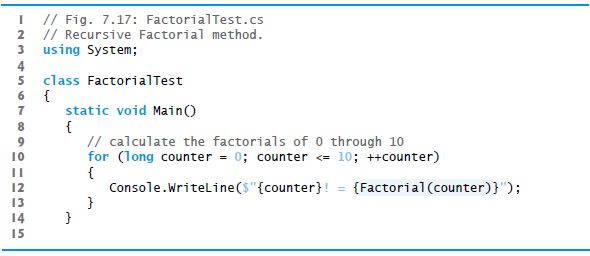 1 // Fig. 7.17: FactorialTest.cs
2 // Recursive Factorial method.
3 using System;
4
5 class FactorialTest
6 {
7 static void Main()
8 {
9 // calculate the factorials of 0 through 10
10 for (long counter = 0; counter <= 10; ++counter)
11 {
12 Console.WriteLine($"{counter}! = {Factorial(counter)}");
13 }
14 }
15